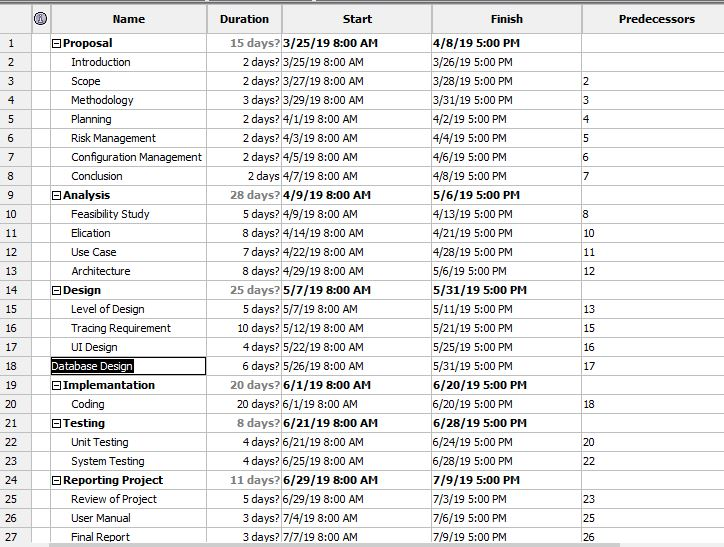 Name Duration Start Finish Predecessors
1 Proposal 15 days? 3/25/19 8:00 AM 4/8/19 5:00 PM
2 Introduction 2 days? 3/25/19 8:00 AM 3/26/19 5:00 PM
3 Scope 2 days? 3/27/19 8:00 AM 3/28/19 5:00 PM 2
4 Methodology 3 days? 3/29/19 8:00 AM 3/31/19 5:00 PM 3
5 Planning 2 days? 4/1/19 8:00 AM 4/2/19 5:00 PM 4
6 Risk Management 2 days? 4/3/19 8:00 AM 4/4/19 5:00 PM 5
7 Configuration Management 2 days? 4/5/19 8:00 AM 4/6/19 5:00 PM 6
8 Conclusion 2 days 4/7/19 8:00 AM 4/8/19 5:00 PM 7
9 Analysis 28 days? 4/9/19 8:00 AM 5/6/19 5:00 PM
10 Feasibility Study 5 days? 4/9/19 8:00 AM 4/13/19 5:00 PM 8
11 Elication 8 days? 4/14/19 8:00 AM 4/21/19 5:00 PM 10
12 Use Case 7 days? 4/22/19 8:00 AM 4/28/19 5:00 PM 11
13 Architecture 8 days? 4/29/19 8:00 AM 5/6/19 5:00 PM 12
14 Design 25 days? 5/7/19 8:00 AM 5/31/19 5:00 PM
15 Level of Design 5 days? 5/7/19 8:00 AM 5/11/19 5:00 PM 13
16 Tracing Requirement 10 days? 5/12/19 8:00 AM 5/21/19 5:00 PM 15
17 UI Design 4 days? 5/22/19 8:00 AM 5/25/19 5:00 PM 16
18 Database Design 6 days? 5/26/19 8:00 AM 5/31/19 5:00 PM 17
19 Implemantation 20 days? 6/1/19 8:00 AM 6/20/19 5:00 PM
20 Coding 20 days? 6/1/19 8:00 AM 6/20/19 5:00 PM 18
21 Testing 8 days? 6/21/19 8:00 AM 6/28/19 5:00 PM
22 Unit Testing 4 days? 6/21/19 8:00 AM 6/24/19 5:00 PM 20
23 System Testing 4 days? 6/25/19 8:00 AM 6/28/19 5:00 PM 22
24 Reporting Project 11 days? 6/29/19 8:00 AM 7/9/19 5:00 PM
25 Review of Project 5 days? 6/29/19 8:00 AM 7/3/19 5:00 PM 23
26 User Manual 3 days? 7/4/19 8:00 AM 7/6/19 5:00 PM 25
27 Final Report 3 days? 7/7/19 8:00 AM 7/9/19 5:00 PM 26